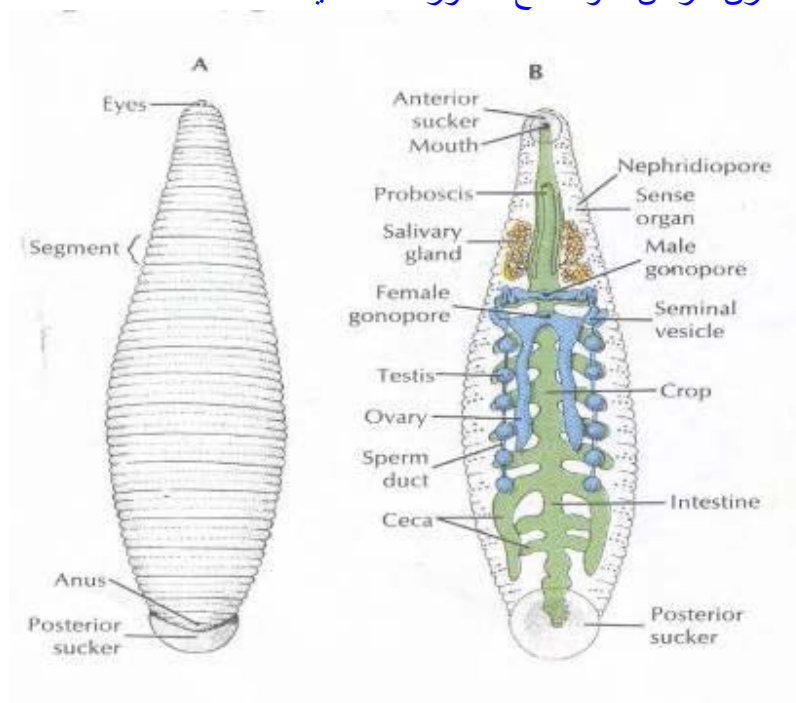 A
Eyes
Segment
Anus
Posterior
sucker
B
Anterior
sucker
Mouth
Proboscis
Salivary
gland
Female
gonopore
Testis
Ovary
Sperm
duct
Ceca
Nephridiopore
Sense
organ
Male
gonopore
Seminal
vesicle
Crop
Intestine
Posterior
sucker